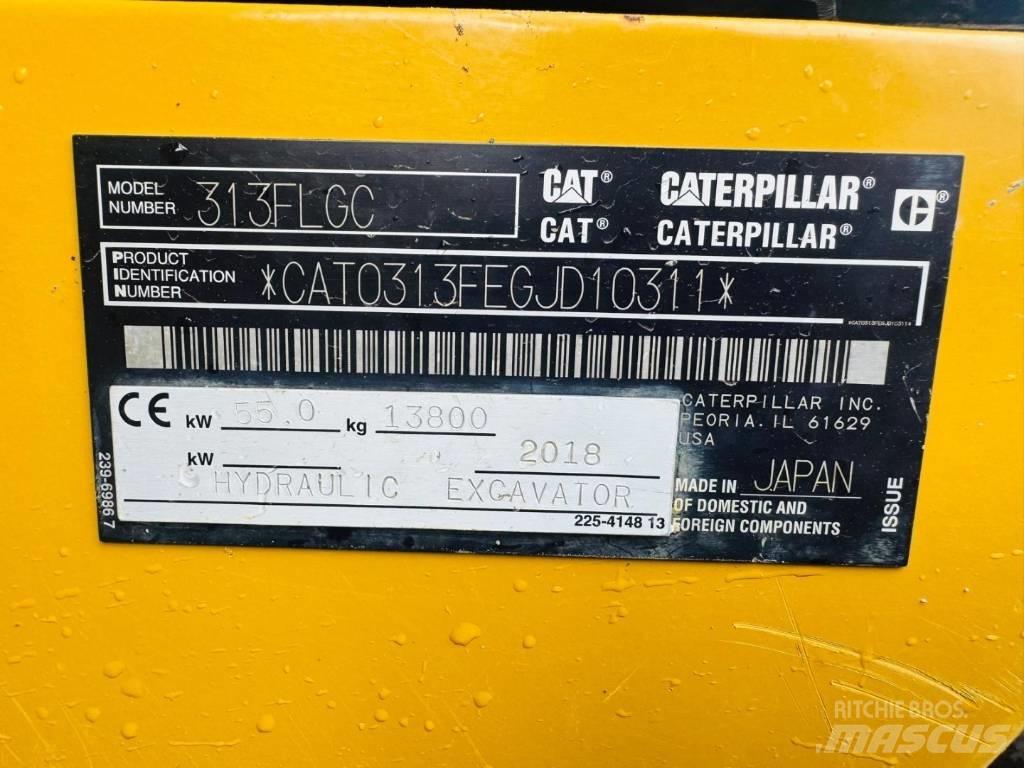 MODEL NUMBER 313FLGC
CAT® CATERPILLAR®
CAT® CATERPILLAR®
PRODUCT
IDENTIFICATION
NUMBER
*CAT0313FEGJD10311*
*CAT0313FEGJD10311*
CE kW 55.0 kg 13800
kW 2018
HYDRAULIC EXCAVATOR
225-4148 13
239-6986 7
CATERPILLAR INC.
PEORIA. IL 61629
USA
MADE IN JAPAN
OF DOMESTIC AND
FOREIGN COMPONENTS
ISSUE
RITCHIE BROS.
MASCUS